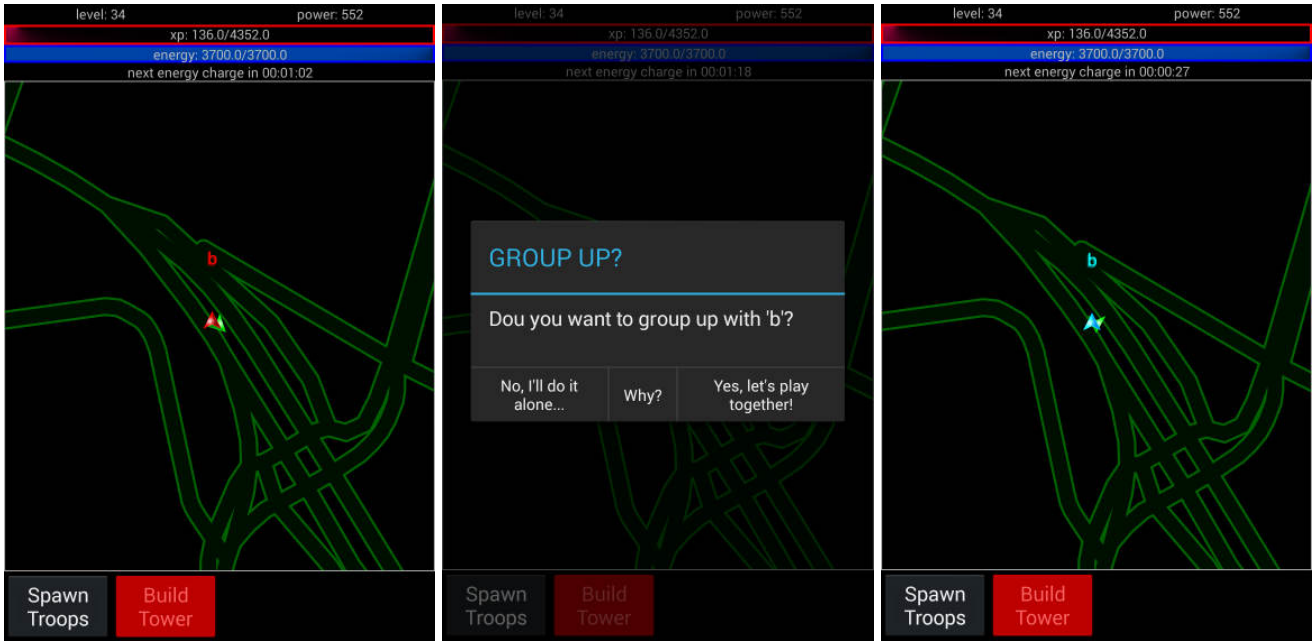 level: 34 power: 552
xp: 136.0/4352.0
energy: 3700.0/3700.0
next energy charge in 00:01:02
b
Spawn
Troops
Build
Tower
level: 34 power: 552
xp: 136.0/4352.0
energy: 3700.0/3700.0
next energy charge in 00:01:18
GROUP UP?
Dou you want to group up with 'b'?
No, I'll do it
alone...
Why?
Yes, let's play
together!
Spawn
Troops
Build
Tower
level: 34 power: 552
xp: 136.0/4352.0
energy: 3700.0/3700.0
next energy charge in 00:00:27
b
Spawn
Troops
Build
Tower